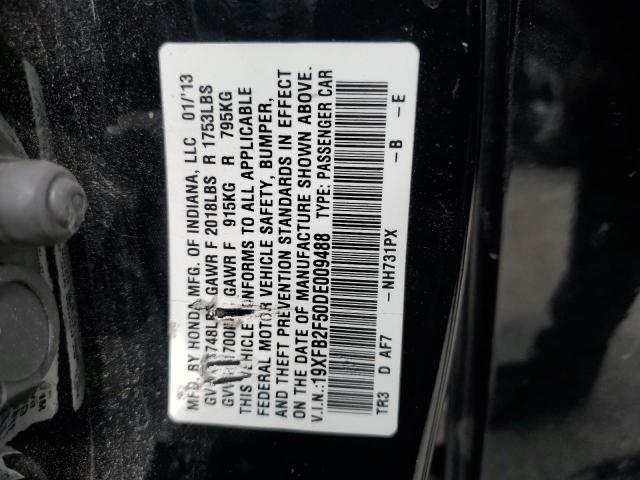 MFD. BY HONDA MFG. OF INDIANA, LLC 01/'13
3748L GAWR F 2018LBS R 1753LBS
1700 GAWR F 915KG R 795KG
THIS VEHICLE CONFORMS TO ALL APPLICABLE
FEDERAL MOTOR VEHICLE SAFETY, BUMPER,
AND THEFT PREVENTION STANDARDS IN EFFECT
ON THE DATE OF MANUFACTURE SHOWN ABOVE.
V.I.N.:19XFB2F50DE009488 TYPE: PASSENGER CAR
TR3 D AF7 -NH731PX -B -E